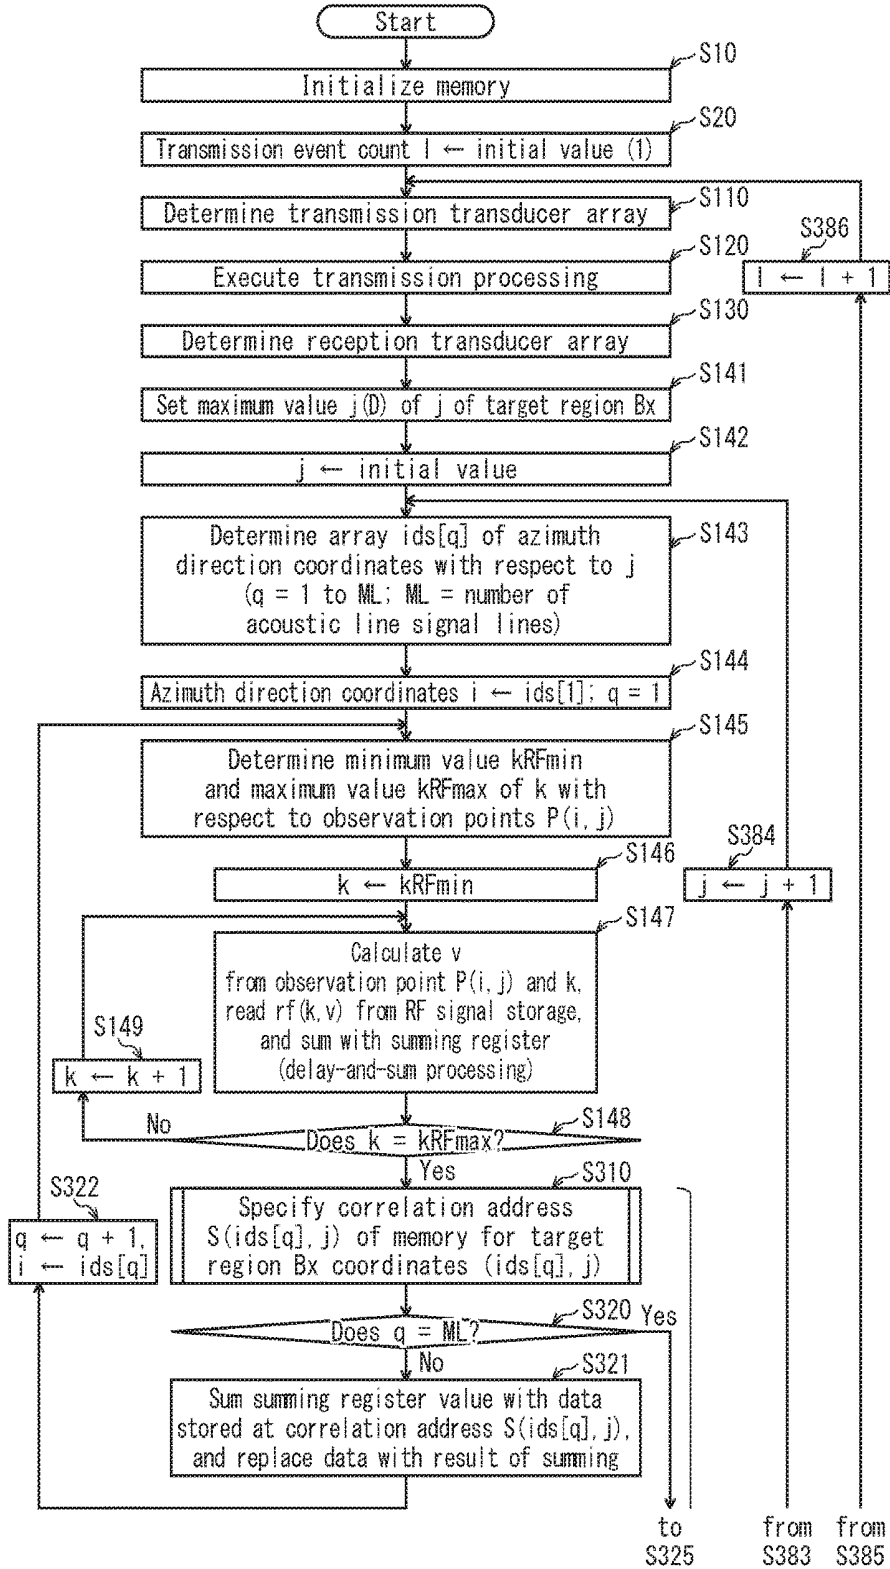 Start
S10
Initialize memory
S20
Transmission event count l ← initial value (1)
S110
Determine transmission transducer array
S386
l ← l + 1
S120
Execute transmission processing
S130
Determine reception transducer array
S141
Set maximum value j(D) of j of target region Bx
S142
j ← initial value
S143
Determine array ids[q] of azimuth
direction coordinates with respect to j
(q = 1 to ML; ML = number of
acoustic line signal lines)
S144
Azimuth direction coordinates i ← ids[1]; q = 1
S145
Determine minimum value kRFmin
and maximum value kRFmax of k with
respect to observation points P(i, j)
S146
k ← kRFmin
S384
j ← j + 1
S147
Calculate v
from observation point P(i, j) and k,
read rf(k, v) from RF signal storage,
and sum with summing register
(delay-and-sum processing)
S149
k ← k + 1
S148
Does k = kRFmax?
No
Yes
S310
Specify correlation address
S(ids[q], j) of memory for target
region Bx coordinates (ids[q], j)
S322
q ← q + 1,
i ← ids[q]
S320
Does q = ML?
Yes
No
S321
Sum summing register value with data
stored at correlation address S(ids[q], j),
and replace data with result of summing
to
S325
from
S383
from
S385